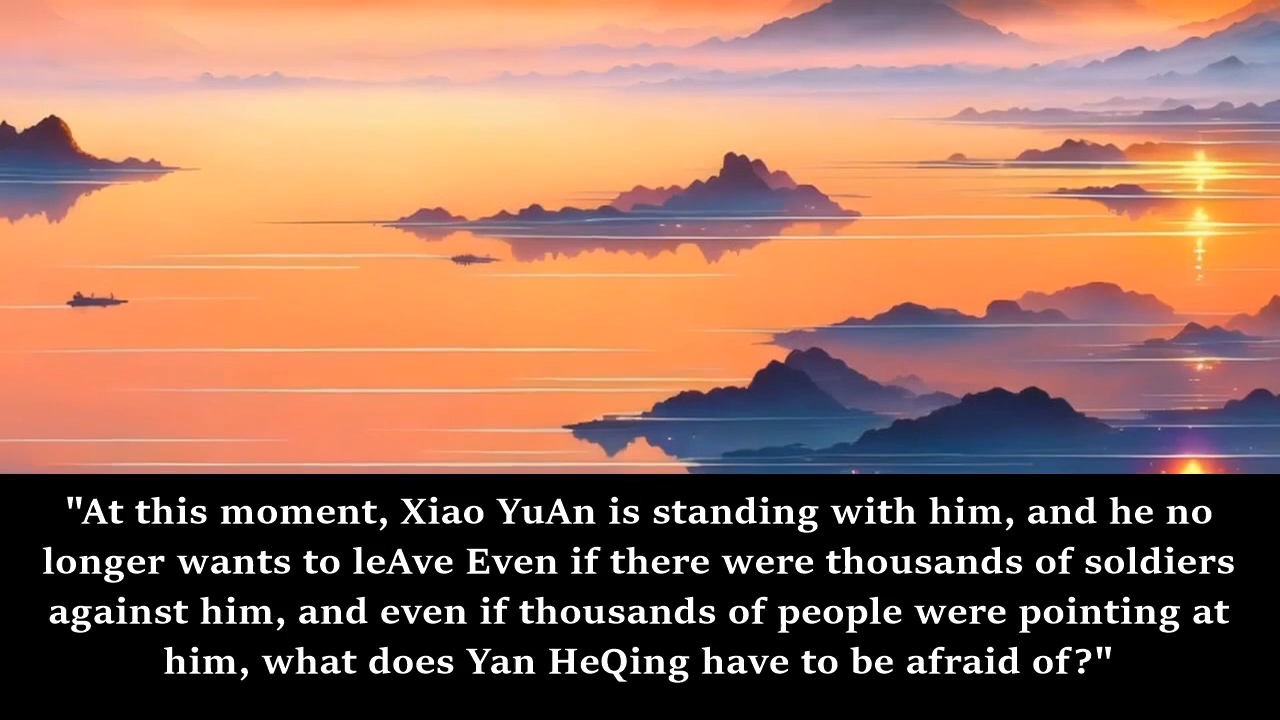 "At this moment, Xiao YuAn is standing with him, and he no
longer wants to leAve Even if there were thousands of soldiers
against him, and even if thousands of people were pointing at
him, what does Yan HeQing have to be afraid of?"